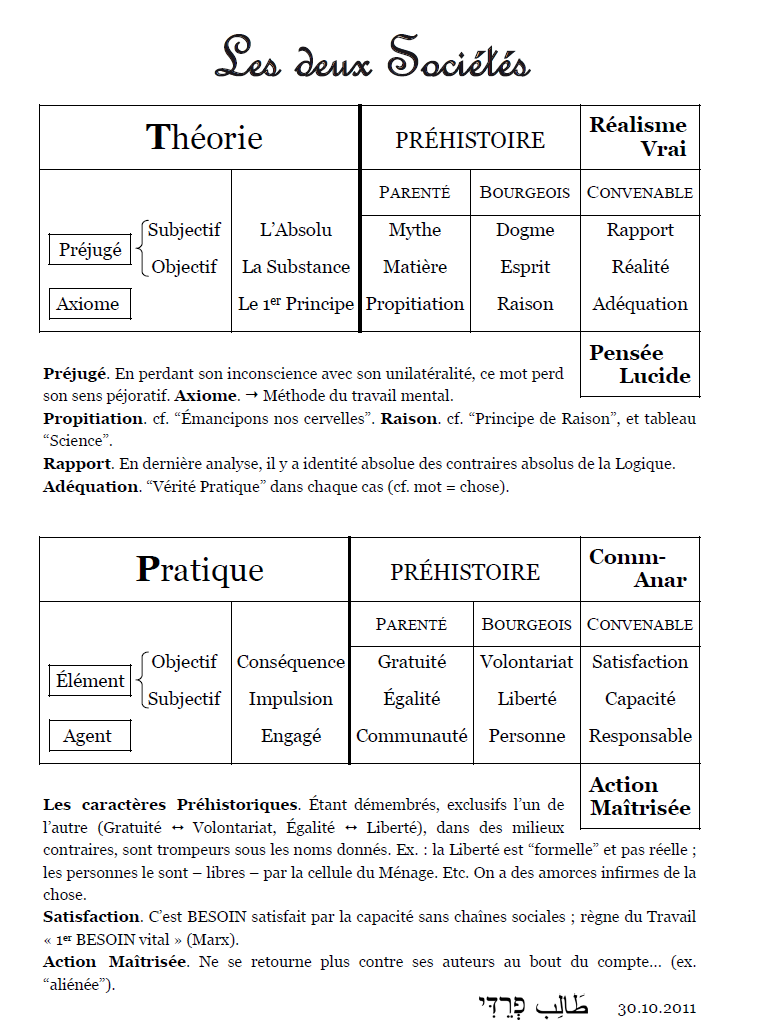 Les deux Sociétés
Théorie PRÉHISTOIRE Réalisme
Vrai
PARENTÉ BOURGEOIS CONVENABLE
Préjugé Subjectif L’Absolu Mythe Dogme Rapport
Objectif La Substance Matière Esprit Réalité
Axiome Le 1er Principe Propitiation Raison Adéquation
Pensée
Lucide
Préjugé. En perdant son inconscience avec son unilatéralité, ce mot perd
son sens péjoratif. Axiome. → Méthode du travail mental.
Propitiation. cf. “Émancipons nos cervelles”. Raison. cf. “Principe de Raison”, et tableau
“Science”.
Rapport. En dernière analyse, il y a identité absolue des contraires absolus de la Logique.
Adéquation. “Vérité Pratique” dans chaque cas (cf. mot = chose).
Pratique PRÉHISTOIRE Comm-
Anar
PARENTÉ BOURGEOIS CONVENABLE
Élément Objectif Conséquence Gratuité Volontariat Satisfaction
Subjectif Impulsion Égalité Liberté Capacité
Agent Engagé Communauté Personne Responsable
Action
Maîtrisée
Les caractères Préhistoriques. Étant démembrés, exclusifs l’un de
l’autre (Gratuité ↔ Volontariat, Égalité ↔ Liberté), dans des milieux
contraires, sont trompeurs sous les noms donnés. Ex. : la Liberté est “formelle” et pas réelle ;
les personnes le sont – libres – par la cellule du Ménage. Etc. On a des amorces infirmes de la
chose.
Satisfaction. C’est BESOIN satisfait par la capacité sans chaînes sociales ; règne du Travail
« 1er BESOIN vital » (Marx).
Action Maîtrisée. Ne se retourne plus contre ses auteurs au bout du compte… (ex.
“aliénée”).
30.10.2011